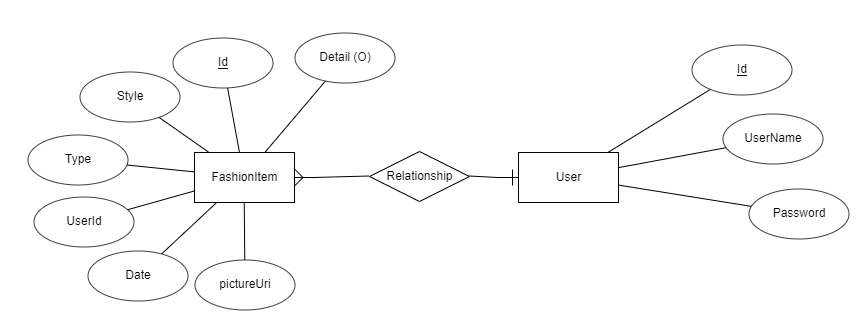 Id
Detail (O)
Id
Style
UserName
Type
FashionItem
Relationship
User
UserId
Password
Date
pictureUri